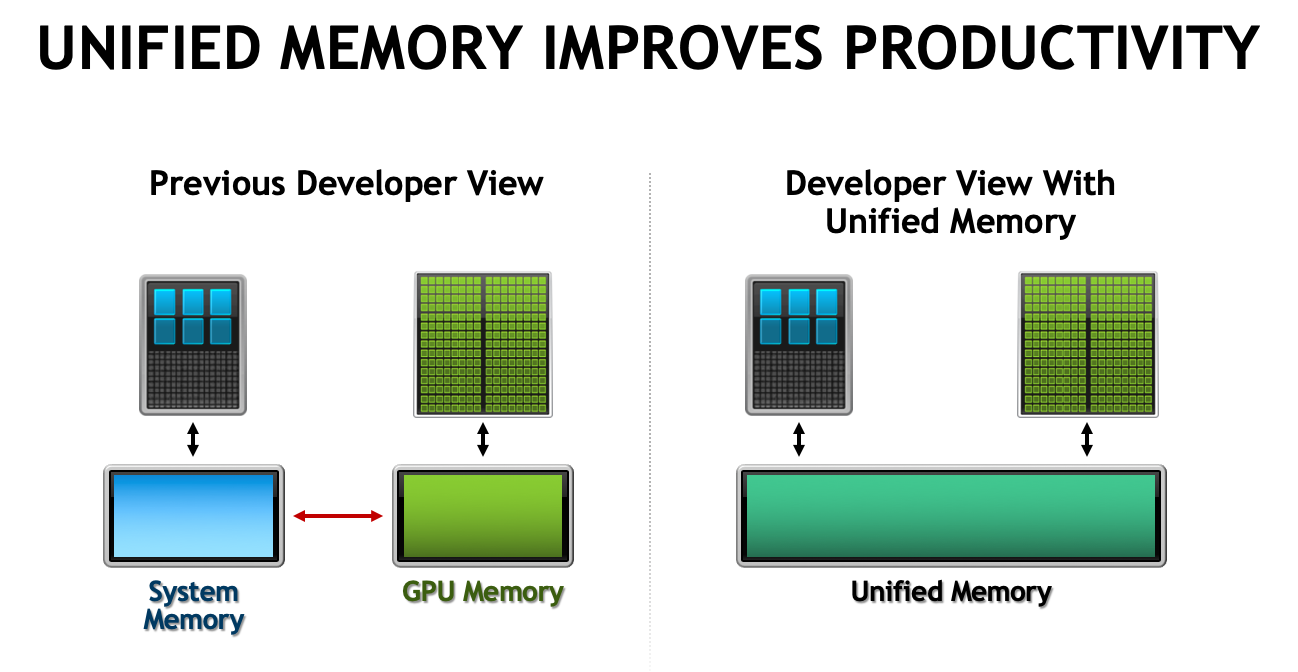 UNIFIED MEMORY IMPROVES PRODUCTIVITY
Previous Developer View
Developer View With
Unified Memory
System
Memory
GPU Memory
Unified Memory